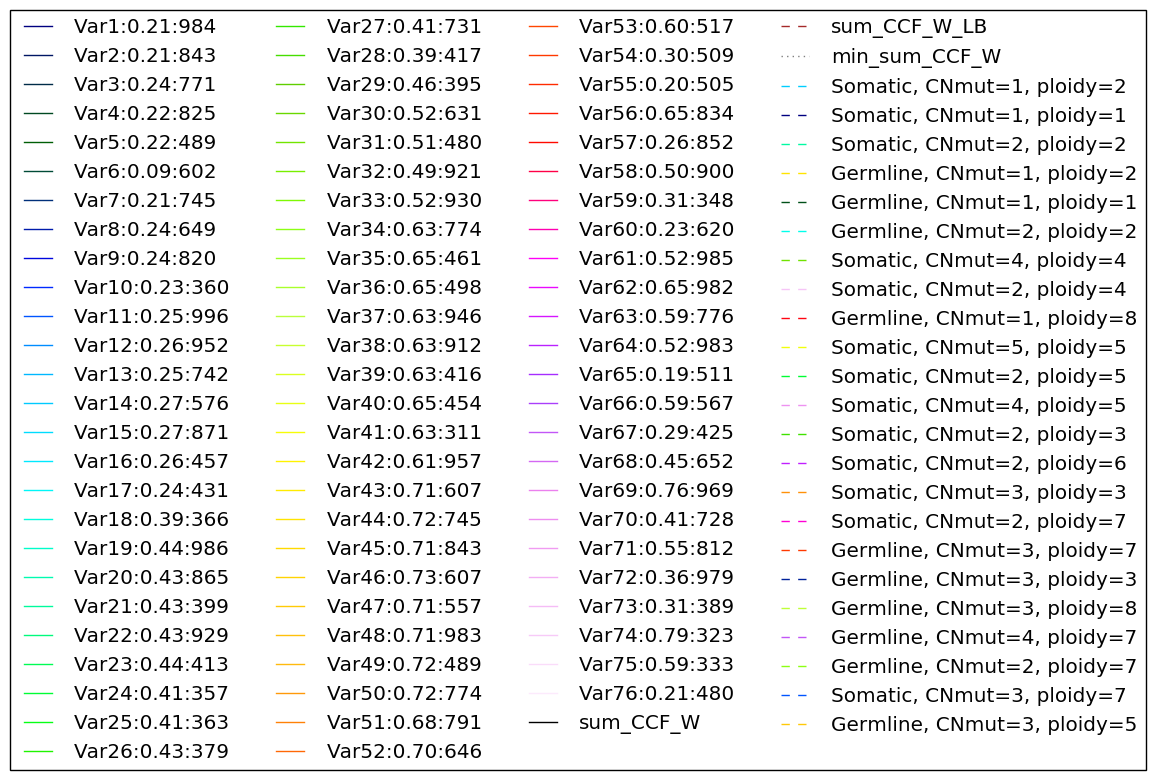 Var1:0.21:984
Var2:0.21:843
Var3:0.24:771
Var4:0.22:825
Var5:0.22:489
Var6:0.09:602
Var7:0.21:745
Var8:0.24:649
Var9:0.24:820
Var10:0.23:360
Var11:0.25:996
Var12:0.26:952
Var13:0.25:742
Var14:0.27:576
Var15:0.27:871
Var16:0.26:457
Var17:0.24:431
Var18:0.39:366
Var19:0.44:986
Var20:0.43:865
Var21:0.43:399
Var22:0.43:929
Var23:0.44:413
Var24:0.41:357
Var25:0.41:363
Var26:0.43:379
Var27:0.41:731
Var28:0.39:417
Var29:0.46:395
Var30:0.52:631
Var31:0.51:480
Var32:0.49:921
Var33:0.52:930
Var34:0.63:774
Var35:0.65:461
Var36:0.65:498
Var37:0.63:946
Var38:0.63:912
Var39:0.63:416
Var40:0.65:454
Var41:0.63:311
Var42:0.61:957
Var43:0.71:607
Var44:0.72:745
Var45:0.71:843
Var46:0.73:607
Var47:0.71:557
Var48:0.71:983
Var49:0.72:489
Var50:0.72:774
Var51:0.68:791
Var52:0.70:646
Var53:0.60:517
Var54:0.30:509
Var55:0.20:505
Var56:0.65:834
Var57:0.26:852
Var58:0.50:900
Var59:0.31:348
Var60:0.23:620
Var61:0.52:985
Var62:0.65:982
Var63:0.59:776
Var64:0.52:983
Var65:0.19:511
Var66:0.59:567
Var67:0.29:425
Var68:0.45:652
Var69:0.76:969
Var70:0.41:728
Var71:0.55:812
Var72:0.36:979
Var73:0.31:389
Var74:0.79:323
Var75:0.59:333
Var76:0.21:480
sum_CCF_W
sum_CCF_W_LB
min_sum_CCF_W
Somatic, CNmut=1, ploidy=2
Somatic, CNmut=1, ploidy=1
Somatic, CNmut=2, ploidy=2
Germline, CNmut=1, ploidy=2
Germline, CNmut=1, ploidy=1
Germline, CNmut=2, ploidy=2
Somatic, CNmut=4, ploidy=4
Somatic, CNmut=2, ploidy=4
Germline, CNmut=1, ploidy=8
Somatic, CNmut=5, ploidy=5
Somatic, CNmut=2, ploidy=5
Somatic, CNmut=4, ploidy=5
Somatic, CNmut=2, ploidy=3
Somatic, CNmut=2, ploidy=6
Somatic, CNmut=3, ploidy=3
Somatic, CNmut=2, ploidy=7
Germline, CNmut=3, ploidy=7
Germline, CNmut=3, ploidy=3
Germline, CNmut=3, ploidy=8
Germline, CNmut=4, ploidy=7
Germline, CNmut=2, ploidy=7
Somatic, CNmut=3, ploidy=7
Germline, CNmut=3, ploidy=5